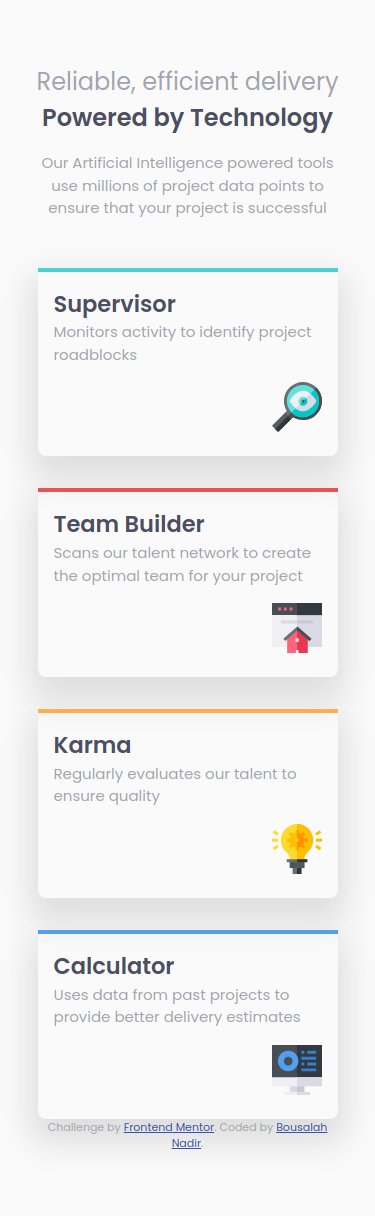 Reliable, efficient delivery
Powered by Technology
Our Artificial Intelligence powered tools
use millions of project data points to
ensure that your project is successful
Supervisor
Monitors activity to identify project
roadblocks
Team Builder
Scans our talent network to create
the optimal team for your project
Karma
Regularly evaluates our talent to
ensure quality
Calculator
Uses data from past projects to
provide better delivery estimates
Challenge by Frontend Mentor. Coded by Bousalah
Nadir.